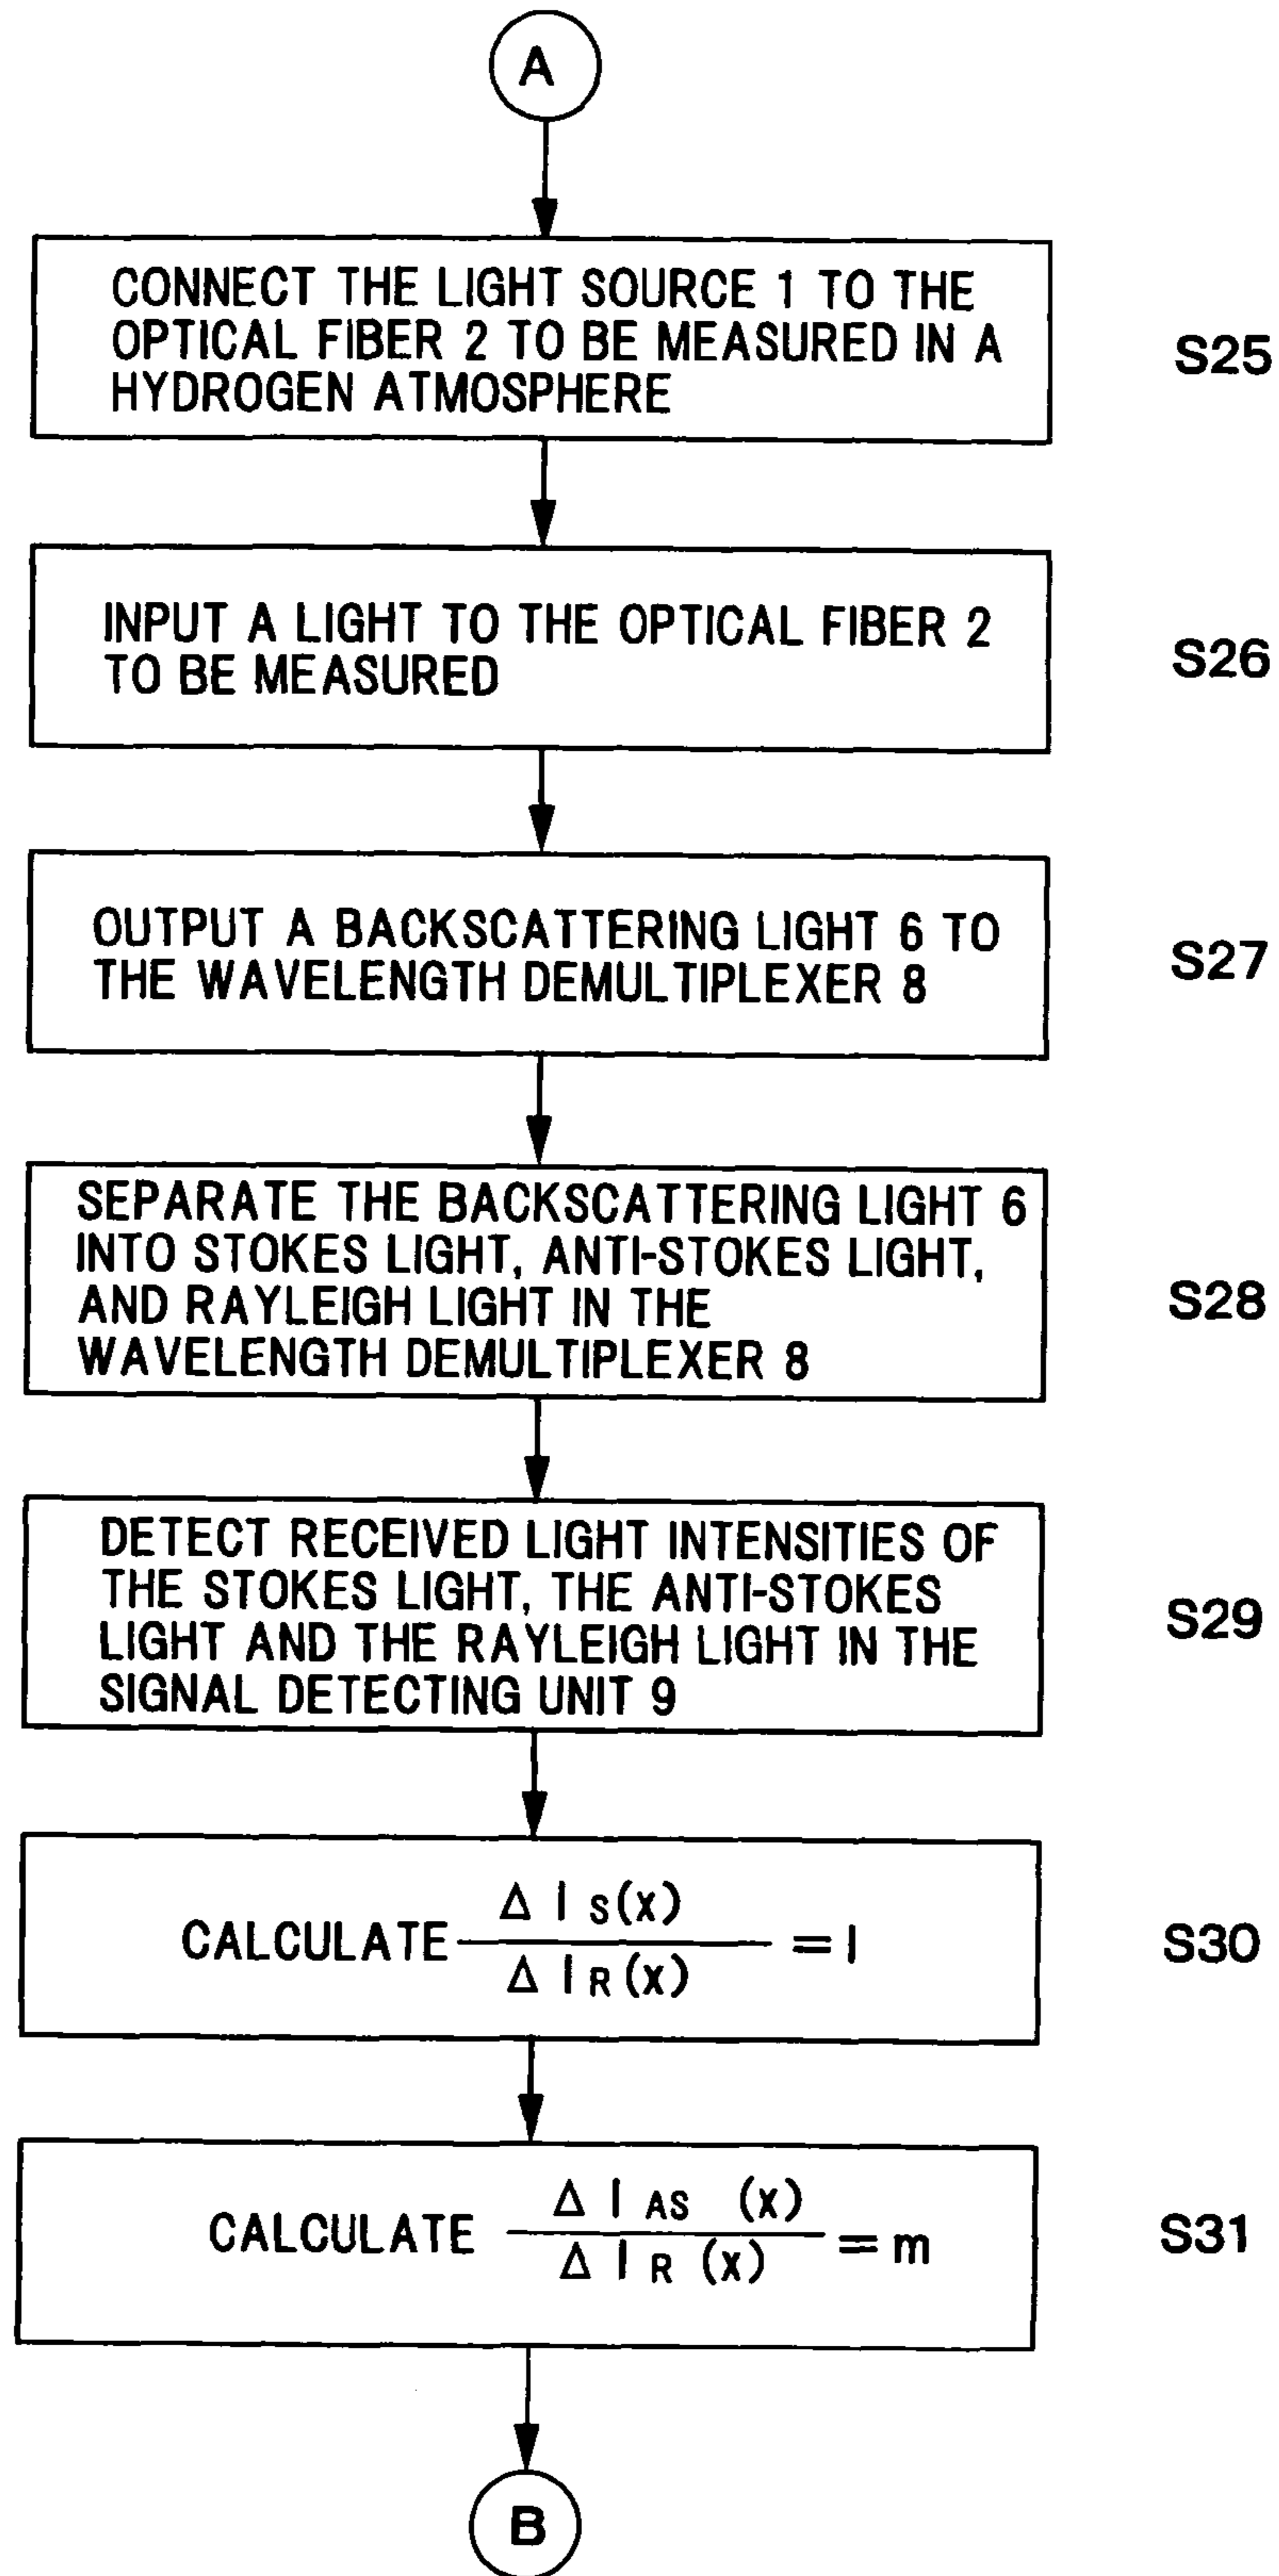 A
CONNECT THE LIGHT SOURCE 1 TO THE
OPTICAL FIBER 2 TO BE MEASURED IN A
HYDROGEN ATMOSPHERE
S25
INPUT A LIGHT TO THE OPTICAL FIBER 2
TO BE MEASURED
S26
OUTPUT A BACKSCATTERING LIGHT 6 TO
THE WAVELENGTH DEMULTIPLEXER 8
S27
SEPARATE THE BACKSCATTERING LIGHT 6
INTO STOKES LIGHT, ANTI-STOKES LIGHT,
AND RAYLEIGH LIGHT IN THE
WAVELENGTH DEMULTIPLEXER 8
S28
DETECT RECEIVED LIGHT INTENSITIES OF
THE STOKES LIGHT, THE ANTI-STOKES
LIGHT AND THE RAYLEIGH LIGHT IN THE
SIGNAL DETECTING UNIT 9
S29
Δ I S(x)
CALCULATE = l
Δ I R(x)
S30
Δ I AS (x)
CALCULATE = m
Δ I R (x)
S31
B